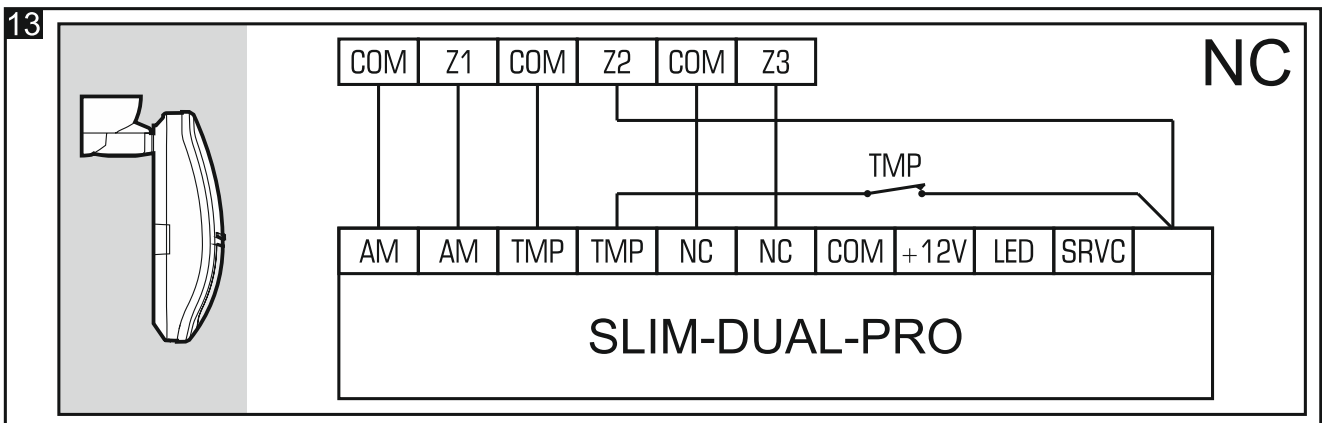 13
NC
COM Z1 COM Z2 COM Z3
TMP
AM AM TMP TMP NC NC COM +12V LED SRVC
SLIM-DUAL-PRO